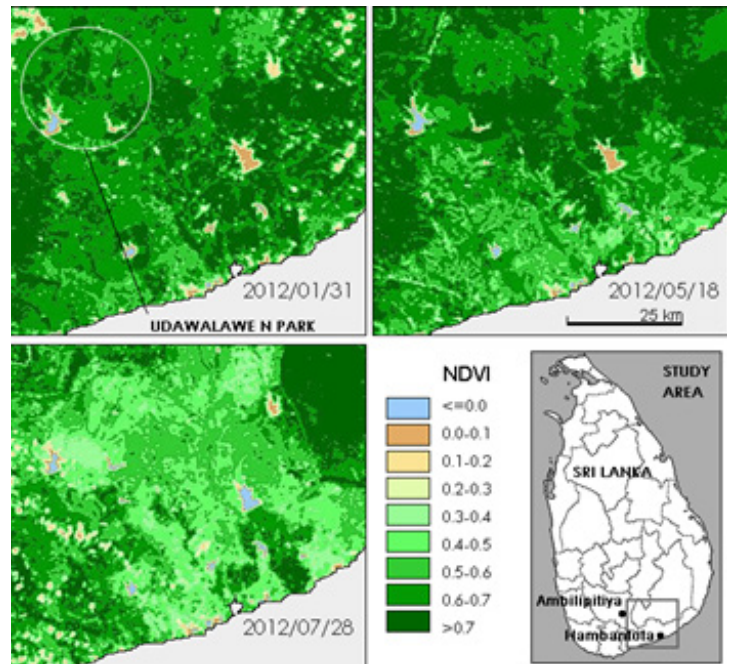 2012/01/31
UDAWALAWE N PARK
2012/05/18
25 km
2012/07/28
NDVI
<=0.0
0.0-0.1
0.1-0.2
0.2-0.3
0.3-0.4
0.4-0.5
0.5-0.6
0.6-0.7
>0.7
STUDY
AREA
SRI LANKA
Ambilipitiya
Hambantota